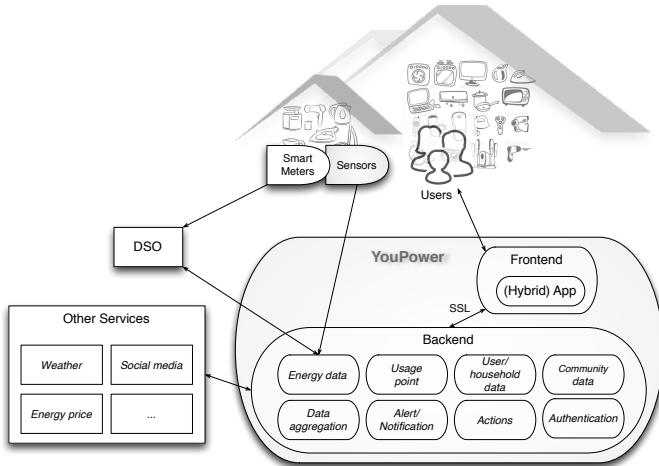 Smart
Meters
Sensors
Users
DSO
YouPower
Frontend
(Hybrid) App
SSL
Other Services
Weather
Social media
Energy price
...
Backend
Energy data
Usage
point
User/
household
data
Community
data
Data
aggregation
Alert/
Notification
Actions
Authentication